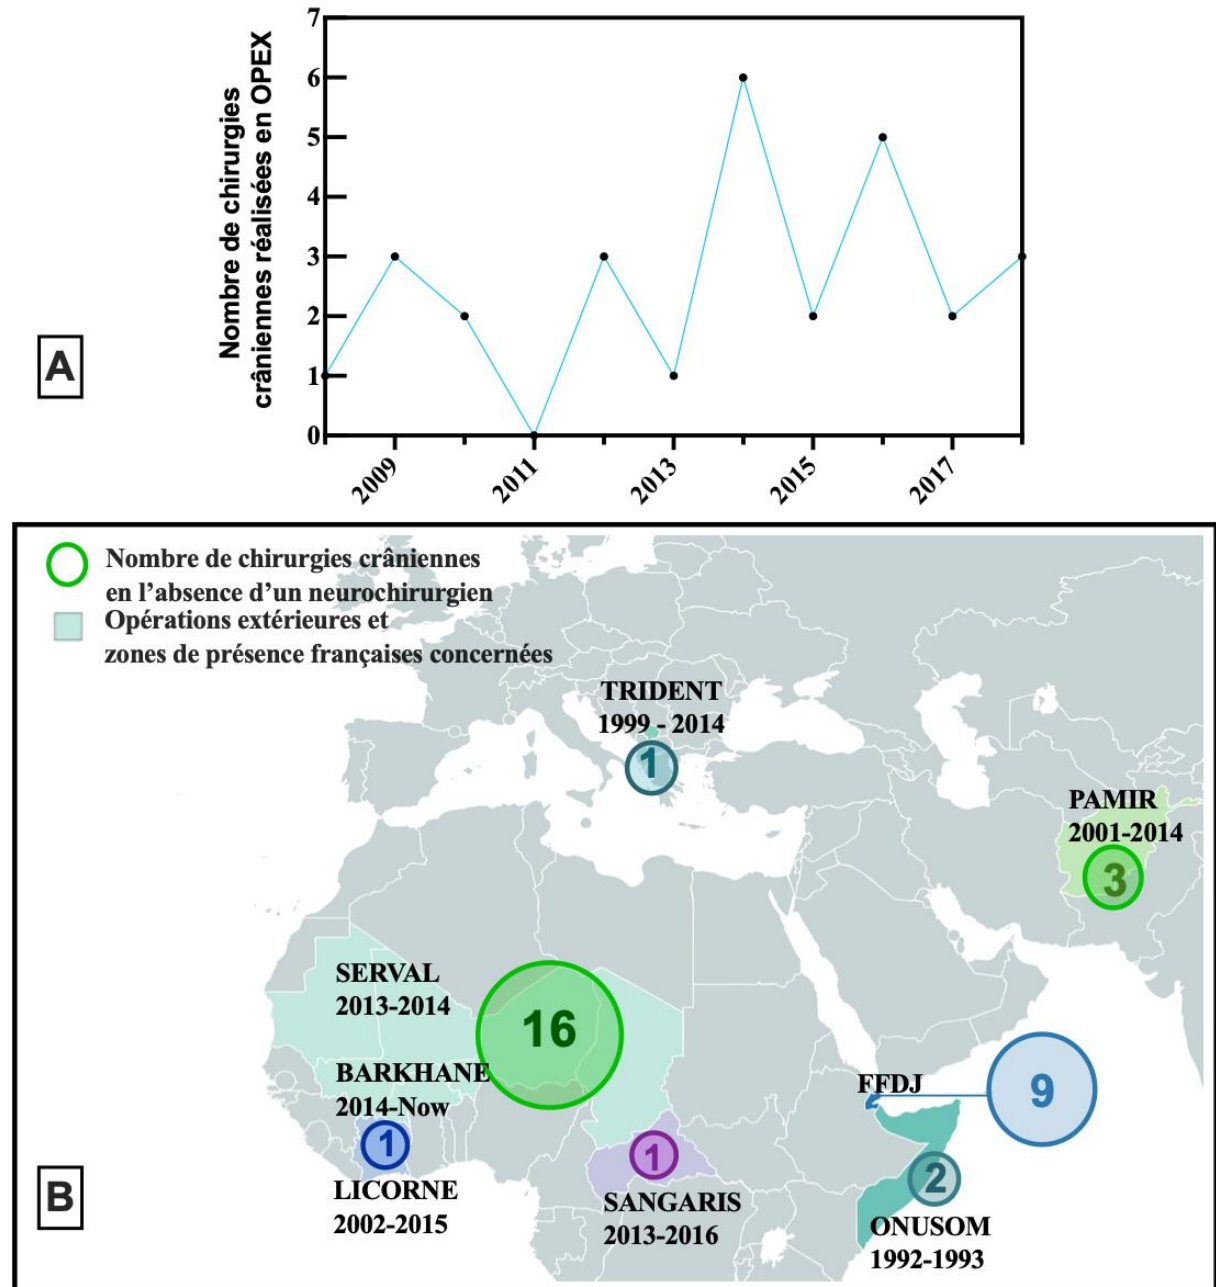 7
Nombre de chirurgies
crâniennes réalisées en OPEX
6
5
4
3
2
1
0
A
2009
2011
2013
2015
2017
Nombre de chirurgies crâniennes
en l’absence d’un neurochirurgien
Opérations extérieures et
zones de présence françaises concernées
TRIDENT
1999 - 2014
1
PAMIR
2001-2014
3
SERVAL
2013-2014
16
BARKHANE
2014-Now
FFDJ
9
1
1
2
LICORNE
2002-2015
SANGARIS
2013-2016
ONUSOM
1992-1993
B